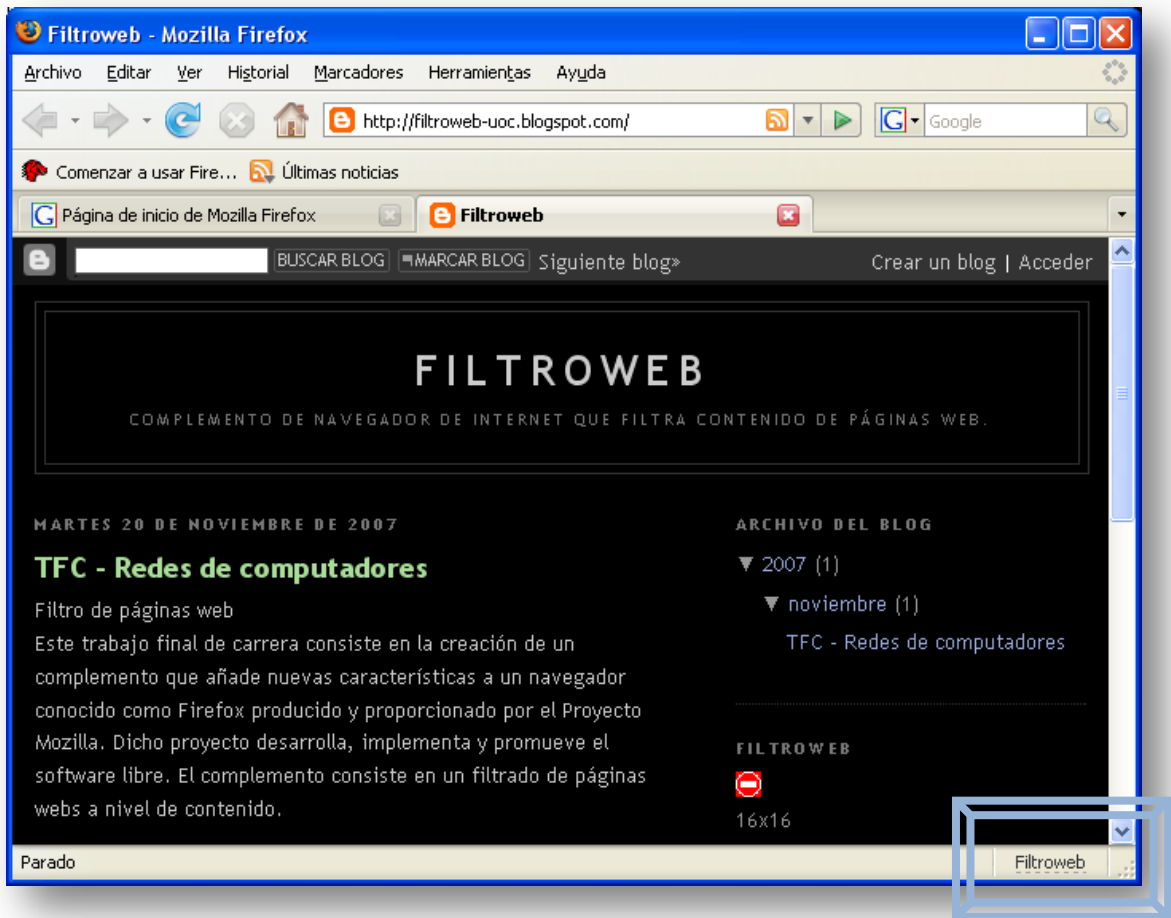 Filtroweb - Mozilla Firefox
Archivo Editar Ver Historial Marcadores Herramientas Ayuda
http://filtroweb-uoc.blogspot.com/ G Google
Comenzar a usar Fire... Últimas noticias
G Página de inicio de Mozilla Firefox Filtroweb
BUSCAR BLOG MARCAR BLOG Siguiente blog» Crear un blog | Acceder
FILTROWEB
COMPLEMENTO DE NAVEGADOR DE INTERNET QUE FILTRA CONTENIDO DE PÁGINAS WEB.
MARTES 20 DE NOVIEMBRE DE 2007
TFC - Redes de computadores
Filtro de páginas web
Este trabajo final de carrera consiste en la creación de un
complemento que añade nuevas características a un navegador
conocido como Firefox producido y proporcionado por el Proyecto
Mozilla. Dicho proyecto desarrolla, implementa y promueve el
software libre. El complemento consiste en un filtrado de páginas
webs a nivel de contenido.
ARCHIVO DEL BLOG
▼ 2007 (1)
▼ noviembre (1)
TFC - Redes de computadores
FILTROWEB
16x16
Parado Filtroweb